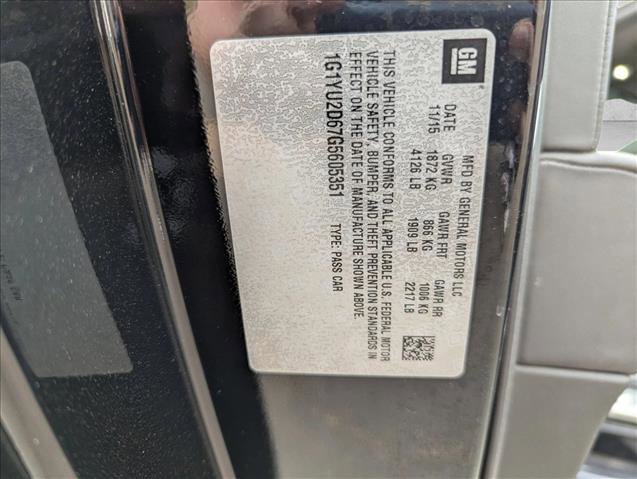 GM
MFD BY GENERAL MOTORS LLC
DATE GVWR GAWR FRT GAWR RR
11/15 1872 KG 866 KG 1006 KG
4126 LB 1909 LB 2217 LB
THIS VEHICLE CONFORMS TO ALL APPLICABLE U.S. FEDERAL MOTOR
VEHICLE SAFETY, BUMPER, AND THEFT PREVENTION STANDARDS IN
EFFECT ON THE DATE OF MANUFACTURE SHOWN ABOVE.
1G1YU2D67G5605351 TYPE: PASS CAR